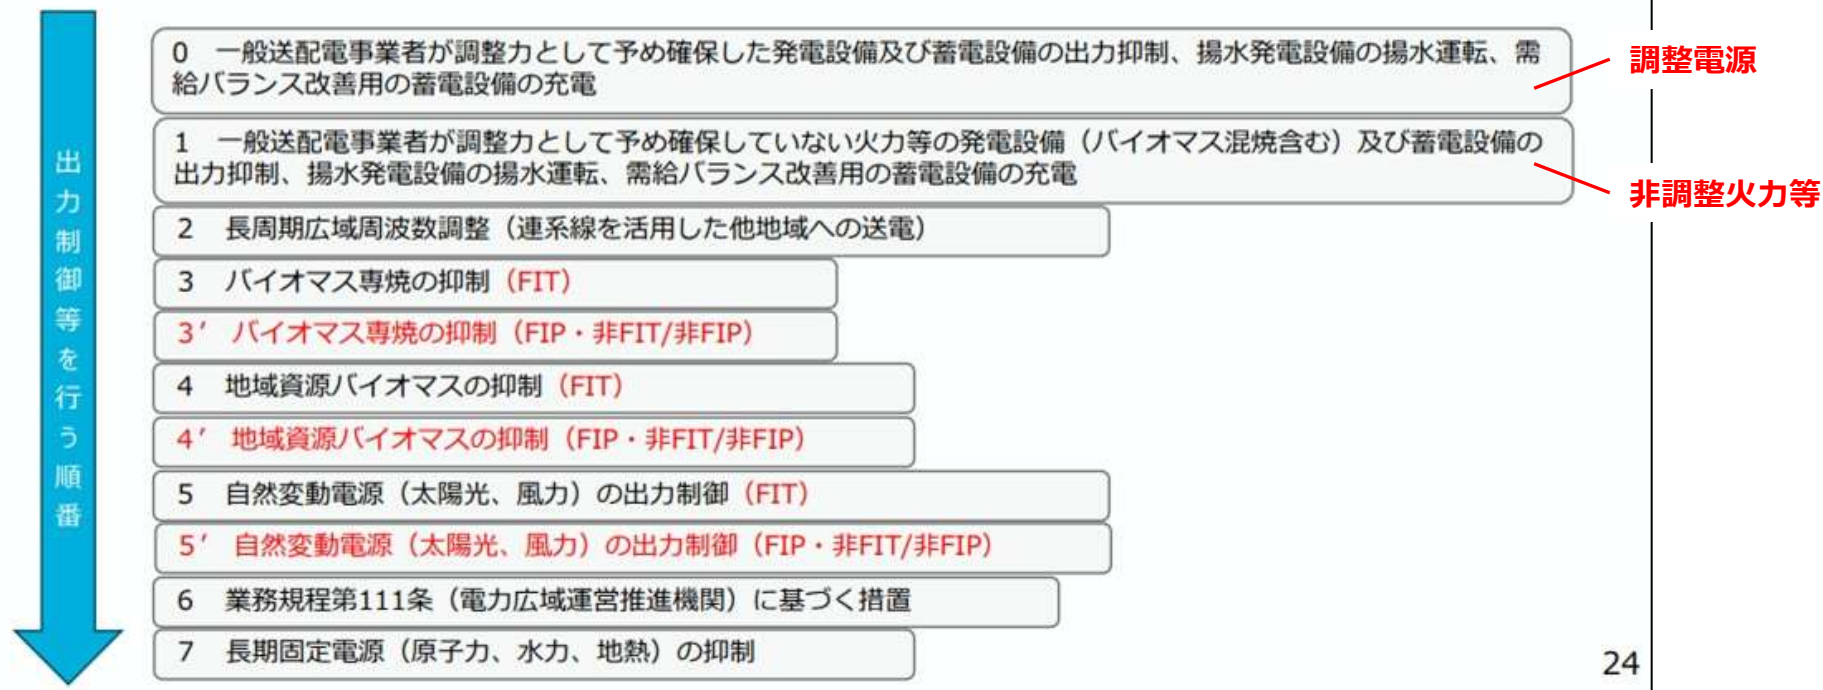 出力制御等を行う順番
0　一般送配電事業者が調整力として予め確保した発電設備及び蓄電設備の出力抑制、揚水発電設備の揚水運転、需
給バランス改善用の蓄電設備の充電
調整電源
1　一般送配電事業者が調整力として予め確保していない火力等の発電設備（バイオマス混焼含む）及び蓄電設備の
出力抑制、揚水発電設備の揚水運転、需給バランス改善用の蓄電設備の充電
非調整火力等
2　長周期広域周波数調整（連系線を活用した他地域への送電）
3　バイオマス専焼の抑制（FIT）
3′　バイオマス専焼の抑制（FIP・非FIT/非FIP）
4　地域資源バイオマスの抑制（FIT）
4′　地域資源バイオマスの抑制（FIP・非FIT/非FIP）
5　自然変動電源（太陽光、風力）の出力制御（FIT）
5′　自然変動電源（太陽光、風力）の出力制御（FIP・非FIT/非FIP）
6　業務規程第111条（電力広域運営推進機関）に基づく措置
7　長期固定電源（原子力、水力、地熱）の抑制
24